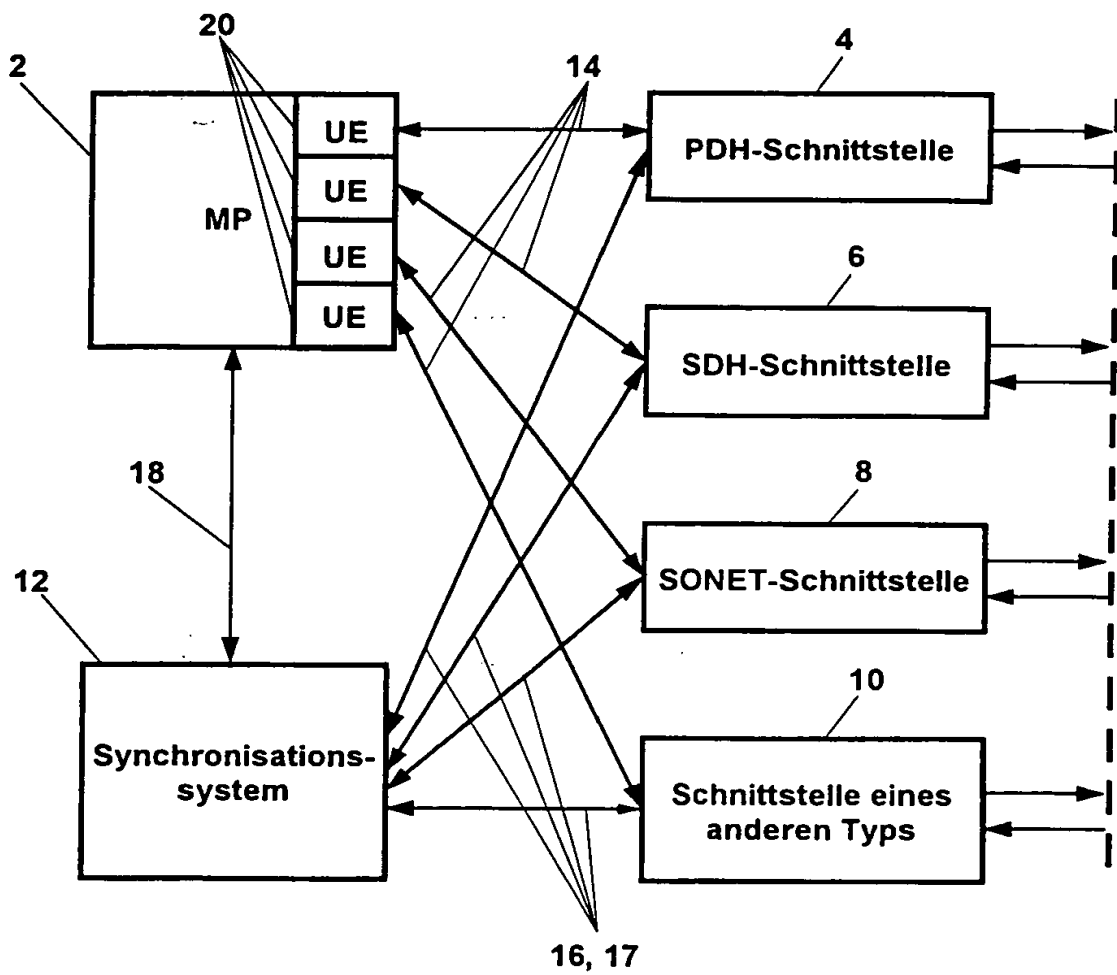 20
2
14
4
UE
UE
UE
UE
MP
PDH-Schnittstelle
6
SDH-Schnittstelle
18
8
SONET-Schnittstelle
12
10
Synchronisations-
system
Schnittstelle eines
anderen Typs
16, 17